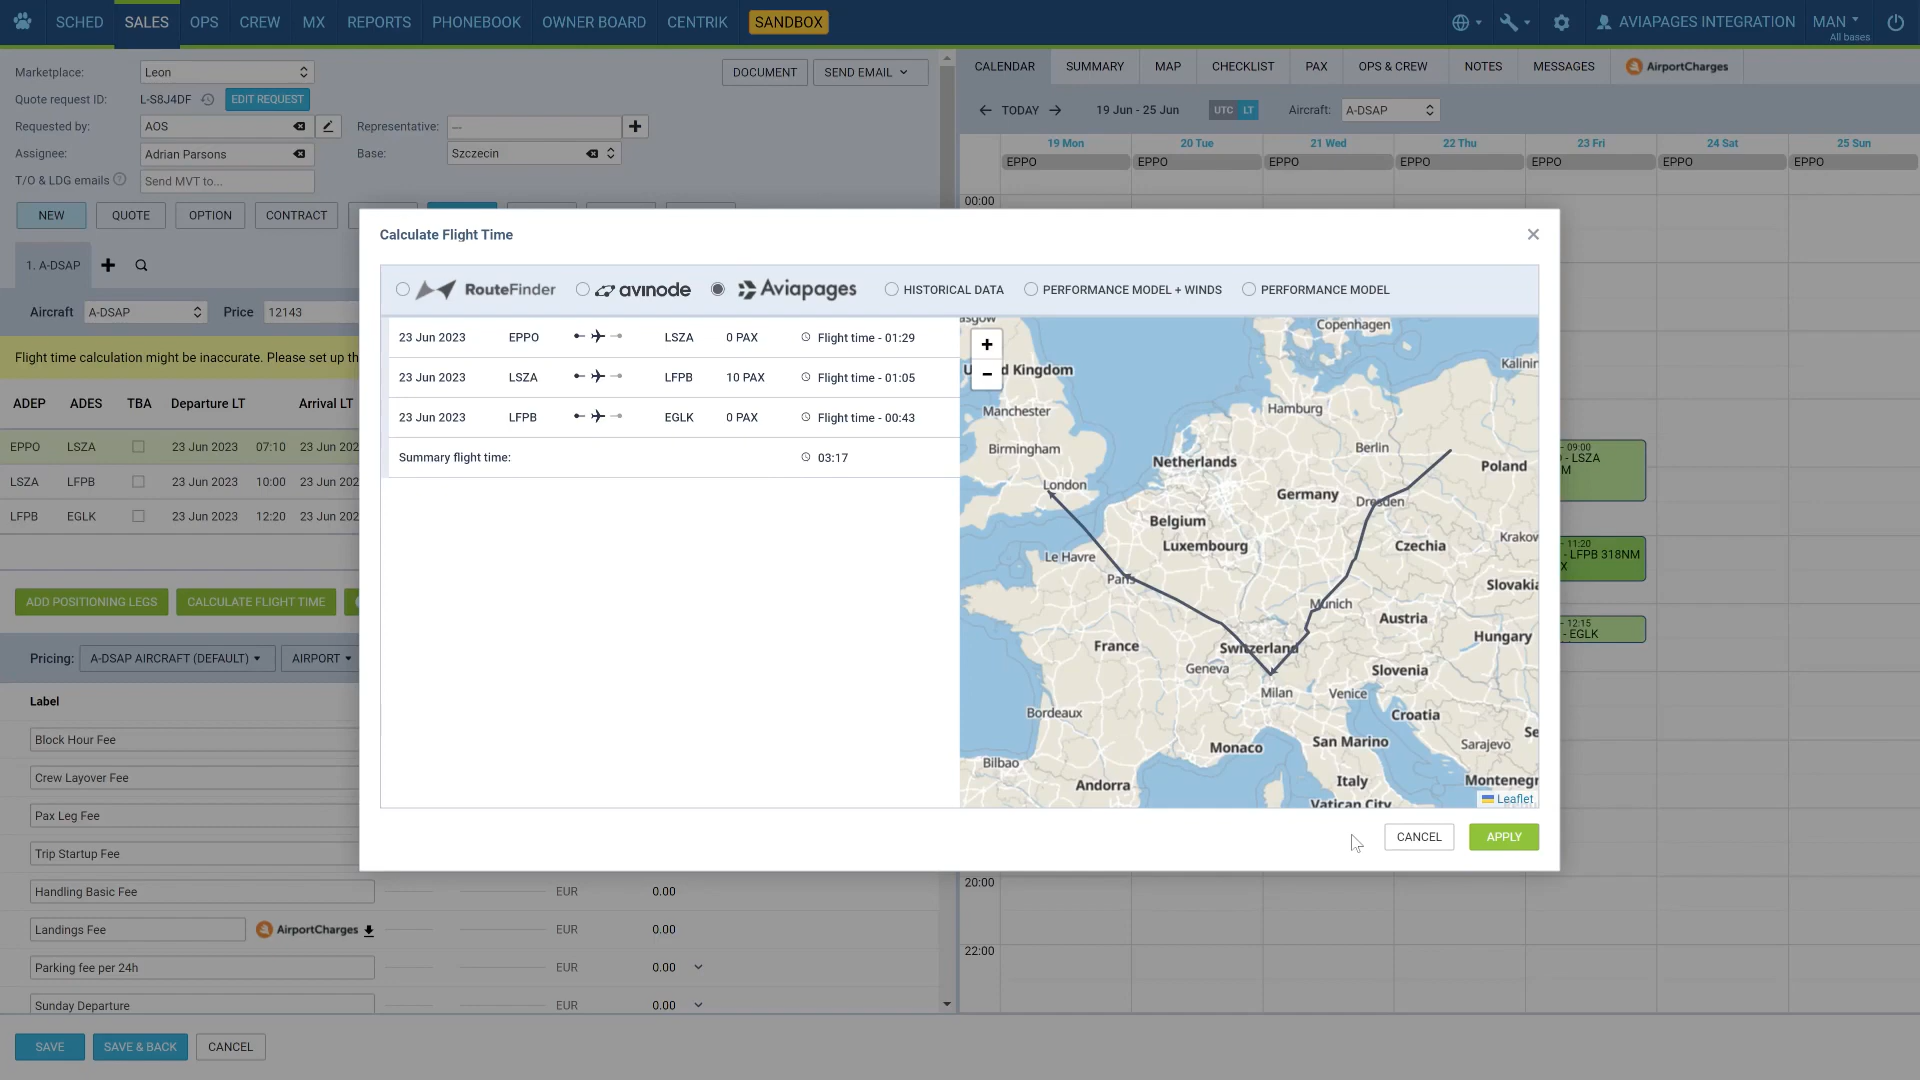 SCHED SALES OPS CREW MX REPORTS PHONEBOOK OWNER BOARD CENTRIK SANDBOX AVIAPAGES INTEGRATION MAN
All bases
Marketplace: Leon DOCUMENT SEND EMAIL
Quote request ID: L-S8J4DF EDIT REQUEST
Requested by: AOS Representative: ---
Assignee: Adrian Parsons Base: Szczecin
T/O & LDG emails Send MVT to...
NEW QUOTE OPTION CONTRACT
1. A-DSAP
Aircraft A-DSAP Price 12143
Flight time calculation might be inaccurate. Please set up th
ADEP ADES TBA Departure LT Arrival LT
EPPO LSZA 23 Jun 2023 07:10 23 Jun 202
LSZA LFPB 23 Jun 2023 10:00 23 Jun 202
LFPB EGLK 23 Jun 2023 12:20 23 Jun 202
ADD POSITIONING LEGS CALCULATE FLIGHT TIME
Pricing: A-DSAP AIRCRAFT (DEFAULT) AIRPORT
Label
Block Hour Fee
Crew Layover Fee
Pax Leg Fee
Trip Startup Fee
Handling Basic Fee EUR 0.00
Landings Fee AirportCharges EUR 0.00
Parking fee per 24h EUR 0.00
Sunday Departure EUR 0.00
SAVE SAVE & BACK CANCEL
CALENDAR SUMMARY MAP CHECKLIST PAX OPS & CREW NOTES MESSAGES AirportCharges
TODAY 19 Jun - 25 Jun UTC LT Aircraft: A-DSAP
19 Mon 20 Tue 21 Wed 22 Thu 23 Fri 24 Sat 25 Sun
EPPO EPPO EPPO EPPO EPPO EPPO EPPO
00:00
- 09:00
- LSZA
M
- 11:20
- LFPB 318NM
X
- 12:15
- EGLK
20:00
22:00
Calculate Flight Time
RouteFinder avinode Aviapages HISTORICAL DATA PERFORMANCE MODEL + WINDS PERFORMANCE MODEL
23 Jun 2023 EPPO LSZA 0 PAX Flight time - 01:29
23 Jun 2023 LSZA LFPB 10 PAX Flight time - 01:05
23 Jun 2023 LFPB EGLK 0 PAX Flight time - 00:43
Summary flight time: 03:17
+
−
asgow
Copenhagen
Kalinin
United Kingdom
Manchester
Hamburg
Birmingham
Berlin
Netherlands
Poland
London
Germany
Dresden
Belgium
Luxembourg
Czechia
Krakow
Le Havre
Paris
Slovakia
Munich
Austria
Hungary
France
Switzerland
Geneva
Slovenia
Milan
Venice
Bordeaux
Croatia
Se
Monaco
San Marino
Sarajevo
Bilbao
Andorra
Italy
Montenegr
Vatican City
Leaflet
CANCEL APPLY